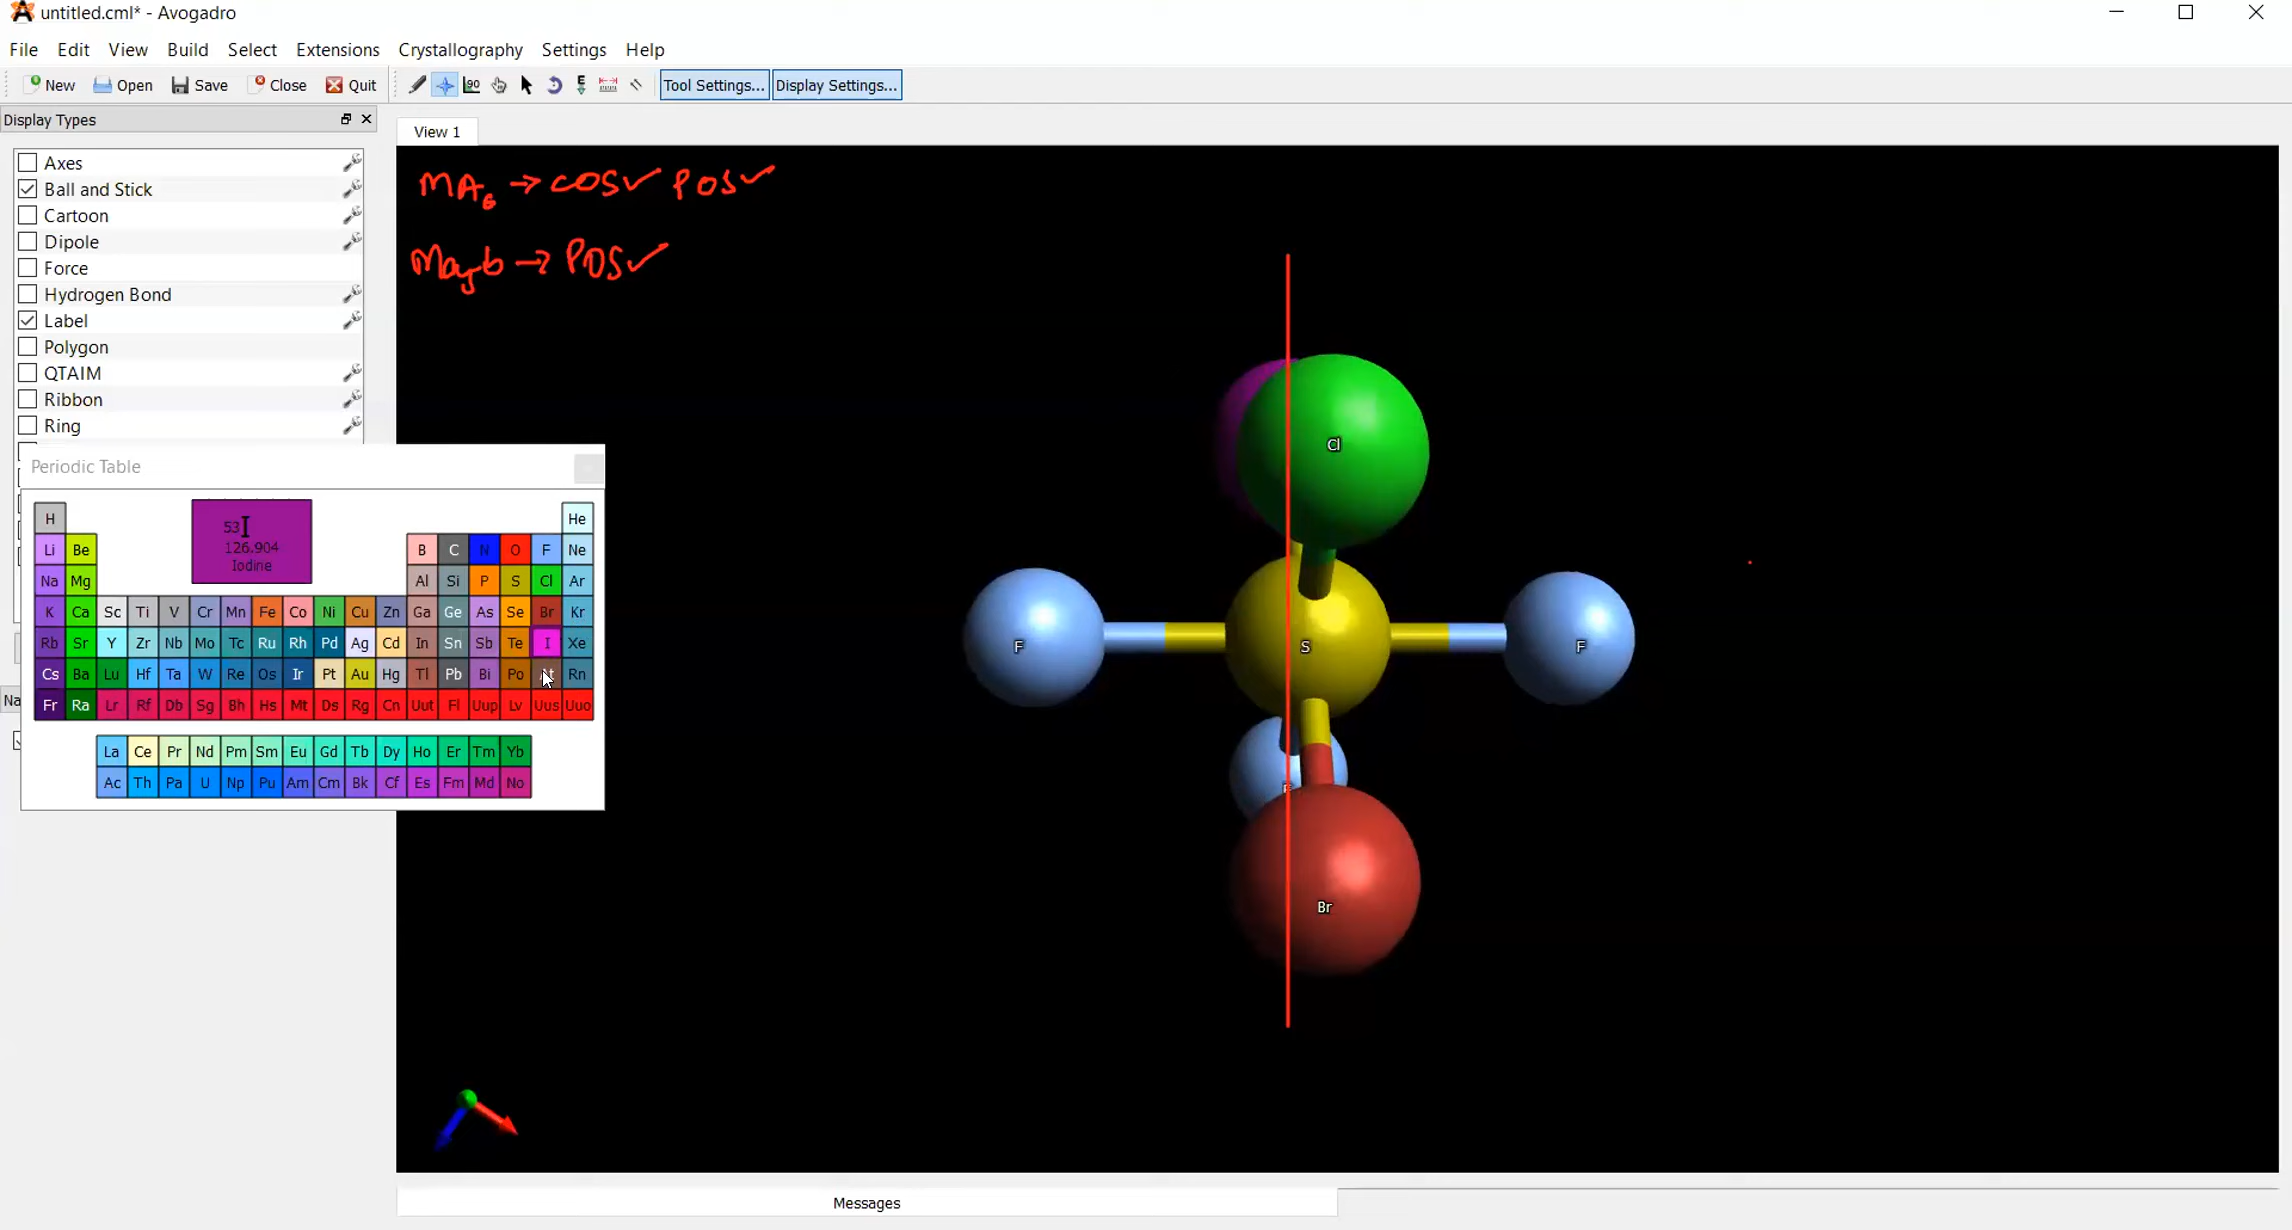 untitled.cml* - Avogadro
File Edit View Build Select Extensions Crystallography Settings Help
New Open Save Close Quit Tool Settings... Display Settings...
Display Types
View 1
Axes
Ball and Stick
Cartoon
Dipole
Force
Hydrogen Bond
Label
Polygon
QTAIM
Ribbon
Ring
MA6 → COS✓ POS✓
→ POS✓
Periodic Table
53
I
126,904
Iodine
H He
Li Be B C N O F Ne
Na Mg Al Si P S Cl Ar
K Ca Sc Ti V Cr Mn Fe Co Ni Cu Zn Ga Ge As Se Br Kr
Rb Sr Y Zr Nb Mo Tc Ru Rh Pd Ag Cd In Sn Sb Te I Xe
Cs Ba Lu Hf Ta W Re Os Ir Pt Au Hg Tl Pb Bi Po At Rn
Fr Ra Lr Rf Db Sg Bh Hs Mt Ds Rg Cn Uut Fl Uup Lv Uus Uuo
La Ce Pr Nd Pm Sm Eu Gd Tb Dy Ho Er Tm Yb
Ac Th Pa U Np Pu Am Cm Bk Cf Es Fm Md No
Na
Cl
F S F
F
Br
Messages